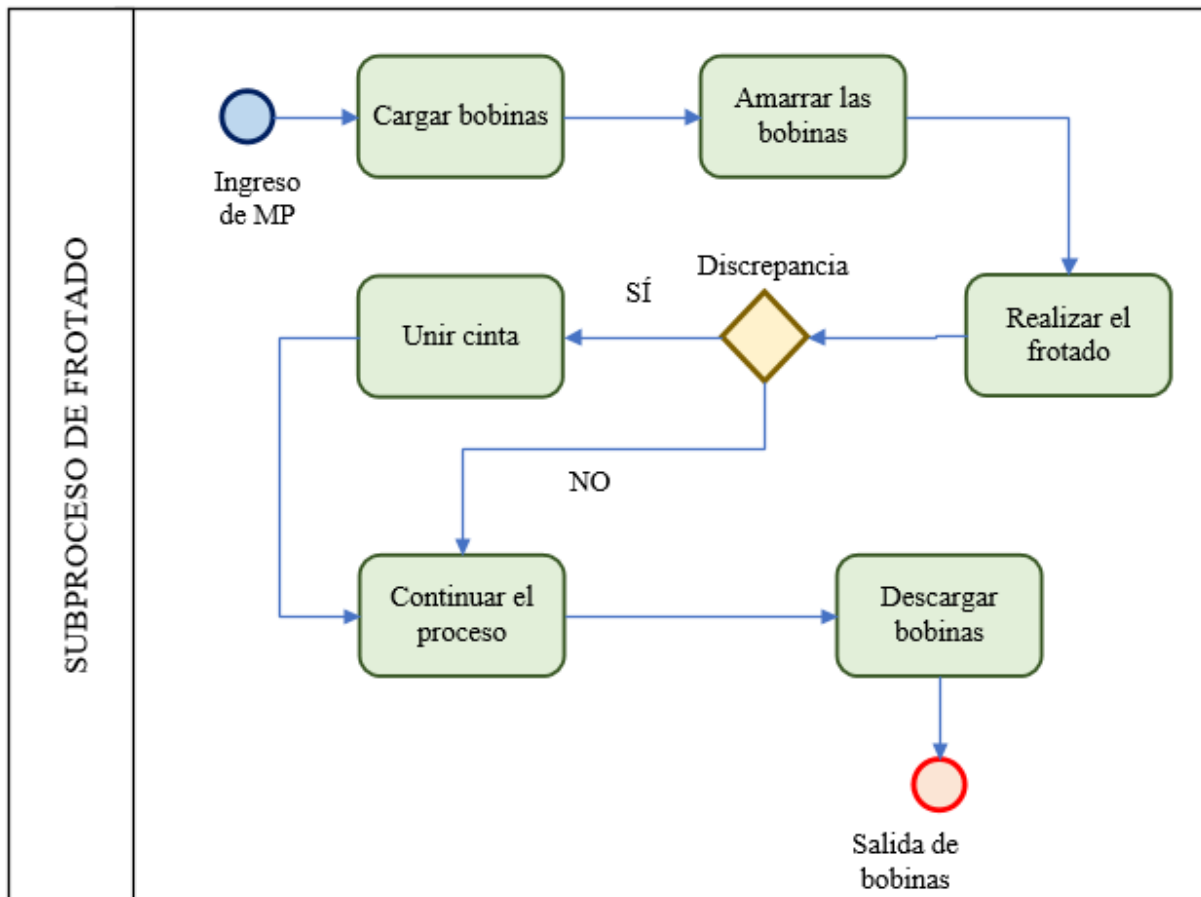 SUBPROCESO DE FROTADO
Cargar bobinas
Amarrar las
bobinas
Ingreso
de MP
Discrepancia
SÍ
Unir cinta
Realizar el
frotado
NO
Continuar el
proceso
Descargar
bobinas
Salida de
bobinas